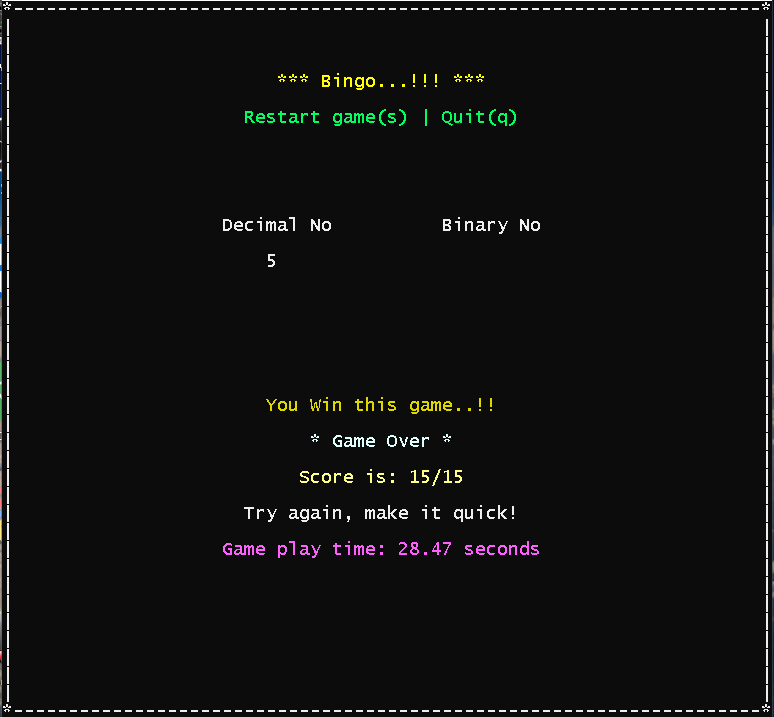 *** Bingo...!!! ***
Restart game(s) | Quit(q)
Decimal No Binary No
5
You Win this game..!!
* Game Over *
Score is: 15/15
Try again, make it quick!
Game play time: 28.47 seconds